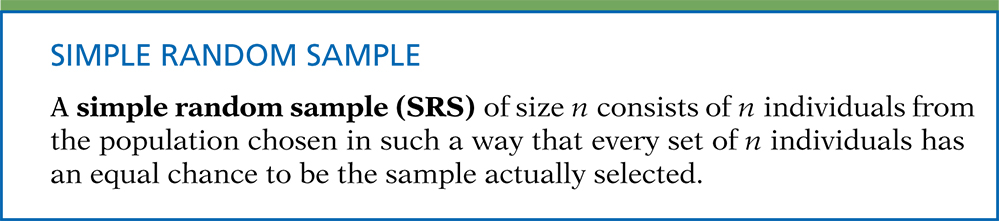 SIMPLE RANDOM SAMPLE
A simple random sample (SRS) of size n consists of n individuals from
the population chosen in such a way that every set of n individuals has
an equal chance to be the sample actually selected.